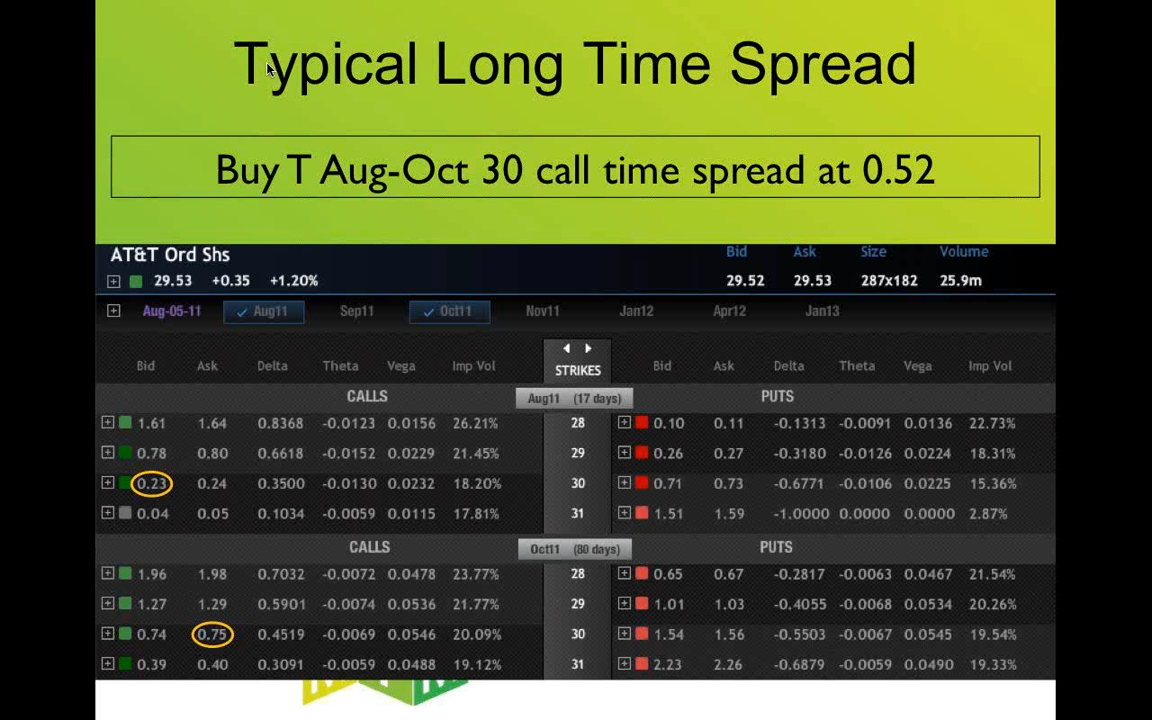 Typical Long Time Spread
Buy T Aug-Oct 30 call time spread at 0.52
AT&T Ord Shs Bid Ask Size Volume
29.53 +0.35 +1.20% 29.52 29.53 287x182 25.9m
Aug-05-11 Aug11 Sep11 Oct11 Nov11 Jan12 Apr12 Jan13
Bid Ask Delta Theta Vega Imp Vol STRIKES Bid Ask Delta Theta Vega Imp Vol
CALLS Aug11 (17 days) PUTS
1.61 1.64 0.8368 -0.0123 0.0156 26.21% 28 0.10 0.11 -0.1313 -0.0091 0.0136 22.73%
0.78 0.80 0.6618 -0.0152 0.0229 21.45% 29 0.26 0.27 -0.3180 -0.0126 0.0224 18.31%
0.23 0.24 0.3500 -0.0130 0.0232 18.20% 30 0.71 0.73 -0.6771 -0.0106 0.0225 15.36%
0.04 0.05 0.1034 -0.0059 0.0115 17.81% 31 1.51 1.59 -1.0000 0.0000 0.0000 2.87%
CALLS Oct11 (80 days) PUTS
1.96 1.98 0.7032 -0.0072 0.0478 23.77% 28 0.65 0.67 -0.2817 -0.0063 0.0467 21.54%
1.27 1.29 0.5901 -0.0074 0.0536 21.77% 29 1.01 1.03 -0.4055 -0.0068 0.0534 20.26%
0.74 0.75 0.4519 -0.0069 0.0546 20.09% 30 1.54 1.56 -0.5503 -0.0067 0.0545 19.54%
0.39 0.40 0.3091 -0.0059 0.0488 19.12% 31 2.23 2.26 -0.6879 -0.0059 0.0490 19.33%